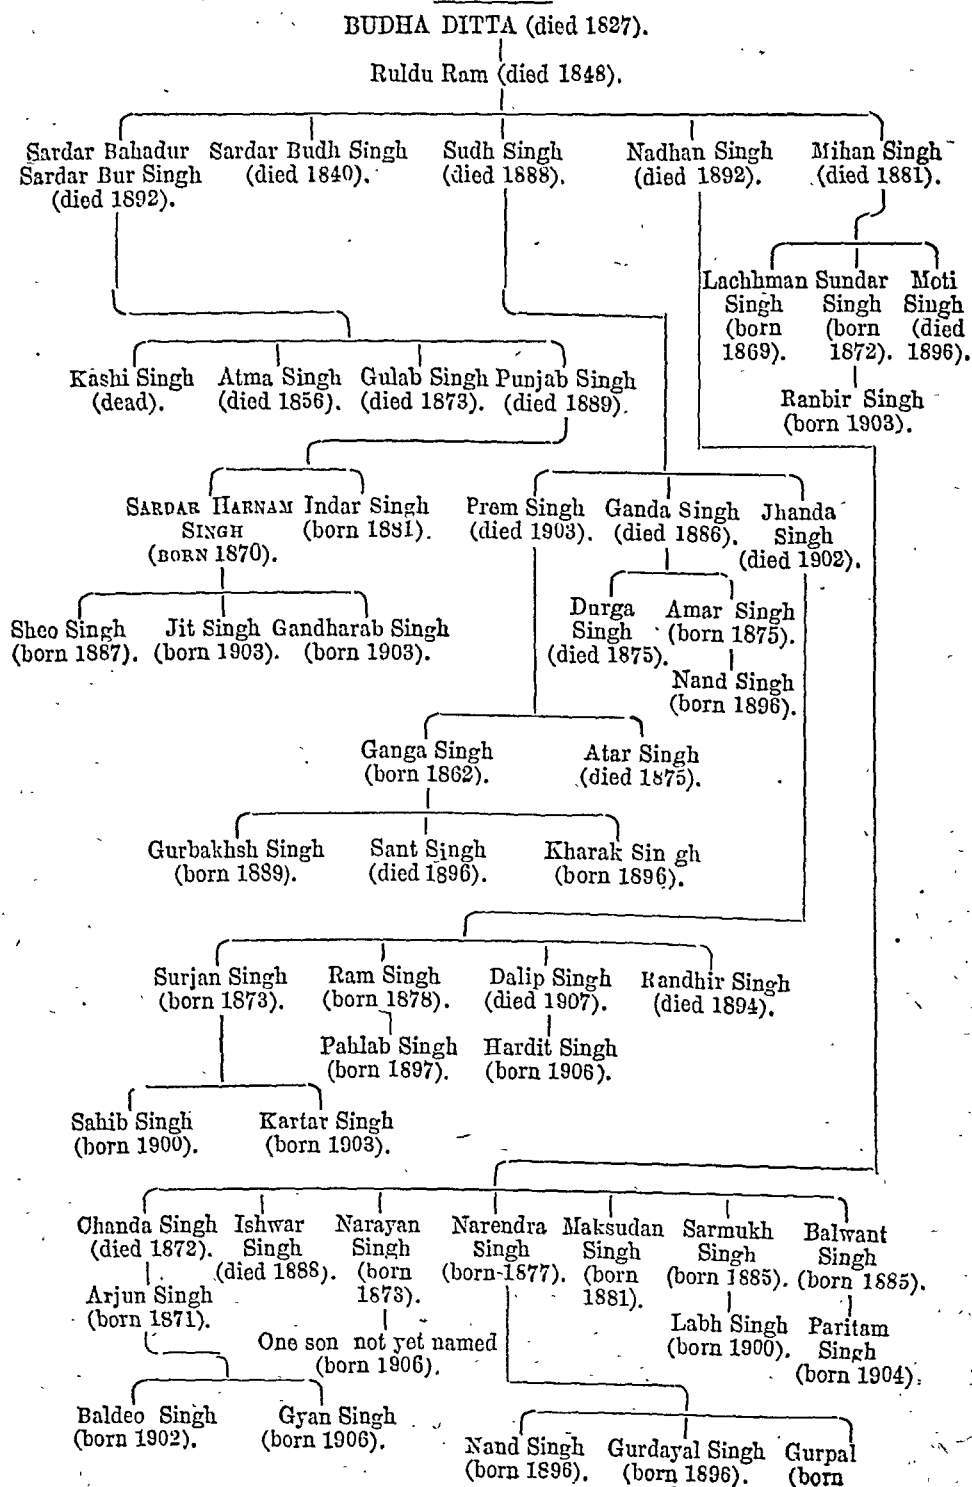 BUDHA DITTA (died 1827).
Ruldu Ram (died 1848).
Sardar Bahadur Sardar Budh Singh Sudh Singh Nadhan Singh Mihan Singh
Sardar Bur Singh (died 1840). (died 1888). (died 1892). (died 1881).
(died 1892).
Lachhman Sundar Moti
Singh Singh Singh
(born (born (died
1869). 1872). 1896).
Kashi Singh Atma Singh Gulab Singh Punjab Singh
(dead). (died 1856). (died 1873). (died 1889).
Ranbir Singh
(born 1903).
SARDAR HARNAM Indar Singh Prem Singh Ganda Singh Jhanda
SINGH (born 1881). (died 1903). (died 1886). Singh
(BORN 1870). (died 1902).
Durga Amar Singh
Singh (born 1875).
(died 1875).
Sheo Singh Jit Singh Gandharab Singh
(born 1887). (born 1903). (born 1903).
Nand Singh
(born 1896).
Ganga Singh Atar Singh
(born 1862). (died 1875).
Gurbakhsh Singh Sant Singh Kharak Sin gh
(born 1889). (died 1896). (born 1896).
Surjan Singh Ram Singh Dalip Singh Randhir Singh
(born 1873). (born 1878). (died 1907). (died 1894).
Pahlab Singh Hardit Singh
(born 1897). (born 1906).
Sahib Singh Kartar Singh
(born 1900). (born 1903).
Chanda Singh Ishwar Narayan Narendra Maksudan Sarmukh Balwant
(died 1872). Singh Singh Singh Singh Singh Singh
(died 1888). (born (born 1877). (born (born 1885). (born 1885).
1873). 1881).
Arjun Singh
(born 1871).
Labh Singh Paritam
(born 1900). Singh
(born 1904).
One son not yet named
(born 1906).
Baldeo Singh Gyan Singh
(born 1902). (born 1906).
Nand Singh Gurdayal Singh Gurpal
(born 1896). (born 1896). (born